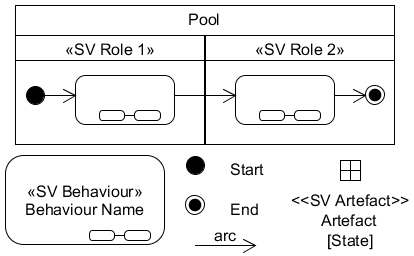 Pool
«SV Role 1»
«SV Role 2»
«SV Behaviour»
Behaviour Name
Start
End
arc
<<SV Artefact>>
Artefact
[State]